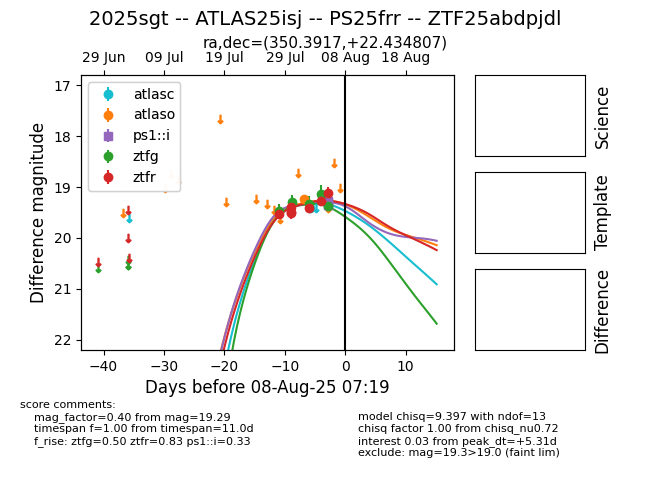 2025sgt -- ATLAS25isj -- PS25frr -- ZTF25abdpjdl
ra,dec=(350.3917,+22.434807)
29 Jun 09 Jul 19 Jul 29 Jul 08 Aug 18 Aug
atlasc
atlaso
ps1::i
ztfg
ztfr
17
18
19
20
21
22
Difference magnitude
−40 −30 −20 −10 0 10
Days before 08-Aug-25 07:19
Science
Template
Difference
score comments:
mag_factor=0.40 from mag=19.29
timespan f=1.00 from timespan=11.0d
f_rise: ztfg=0.50 ztfr=0.83 ps1::i=0.33
model chisq=9.397 with ndof=13
chisq factor 1.00 from chisq_nu0.72
interest 0.03 from peak_dt=+5.31d
exclude: mag=19.3>19.0 (faint lim)